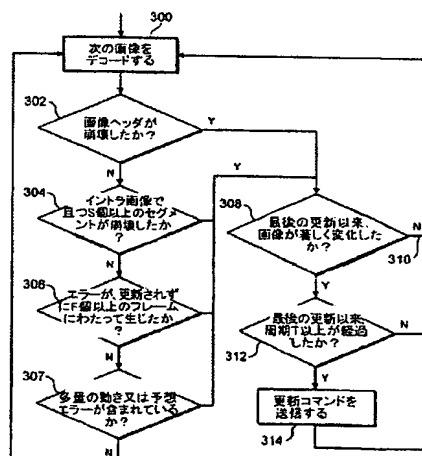 300
次の画像を
デコードする
302
画像ヘッダが
崩壊したか?
Y
N
304
イントラ画像で
且つS個以上のセグメ
ントが崩壊したか
?
Y
N
306
エラーが、更新されず
にF個以上のフレーム
にわたって生じたか
?
N
307
多量の動き又は予想
エラーが含まれている
か?
N
308
最後の更新以来、
画像が著しく変化した
か?
N
310
Y
最後の更新以来
周期T以上が経過
したか?
N
312
Y
更新コマンドを
送信する
314